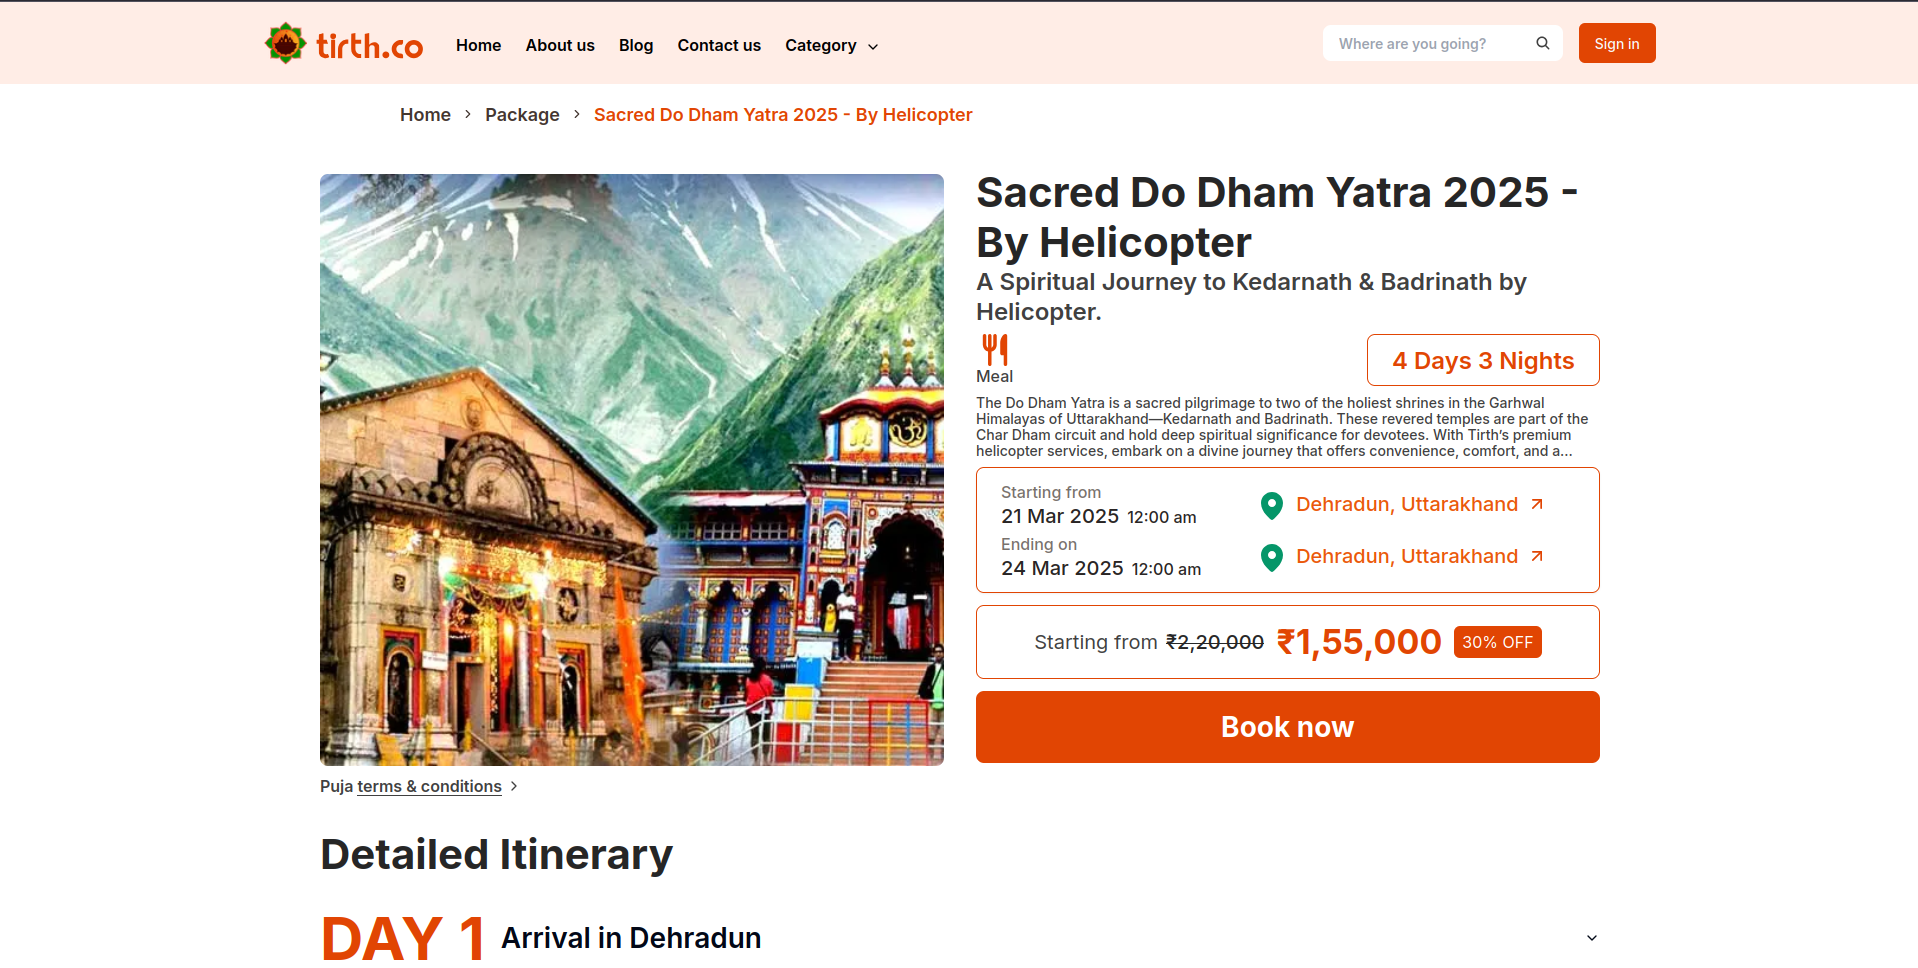 tirth.co
Home
About us
Blog
Contact us
Category
Where are you going?
Sign in
Home
Package
Sacred Do Dham Yatra 2025 - By Helicopter
Sacred Do Dham Yatra 2025 -
By Helicopter
A Spiritual Journey to Kedarnath & Badrinath by
Helicopter.
Meal
4 Days 3 Nights
The Do Dham Yatra is a sacred pilgrimage to two of the holiest shrines in the Garhwal
Himalayas of Uttarakhand—Kedarnath and Badrinath. These revered temples are part of the
Char Dham circuit and hold deep spiritual significance for devotees. With Tirth's premium
helicopter services, embark on a divine journey that offers convenience, comfort, and a...
Starting from
21 Mar 2025 12:00 am
Dehradun, Uttarakhand
Ending on
24 Mar 2025 12:00 am
Dehradun, Uttarakhand
Starting from ₹2,20,000 ₹1,55,000 30% OFF
Book now
ॐ
Puja terms & conditions
Detailed Itinerary
DAY 1 Arrival in Dehradun